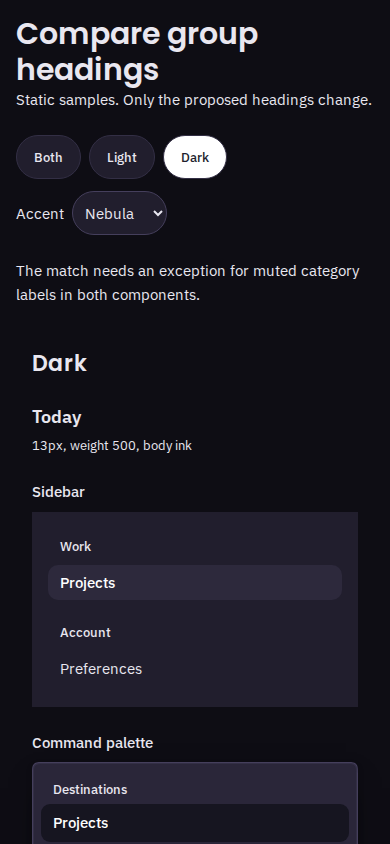 Compare group
headings
Static samples. Only the proposed headings change.
Both
Light
Dark
Accent
Nebula
The match needs an exception for muted category
labels in both components.
Dark
Today
13px, weight 500, body ink
Sidebar
Work
Projects
Account
Preferences
Command palette
Destinations
Projects